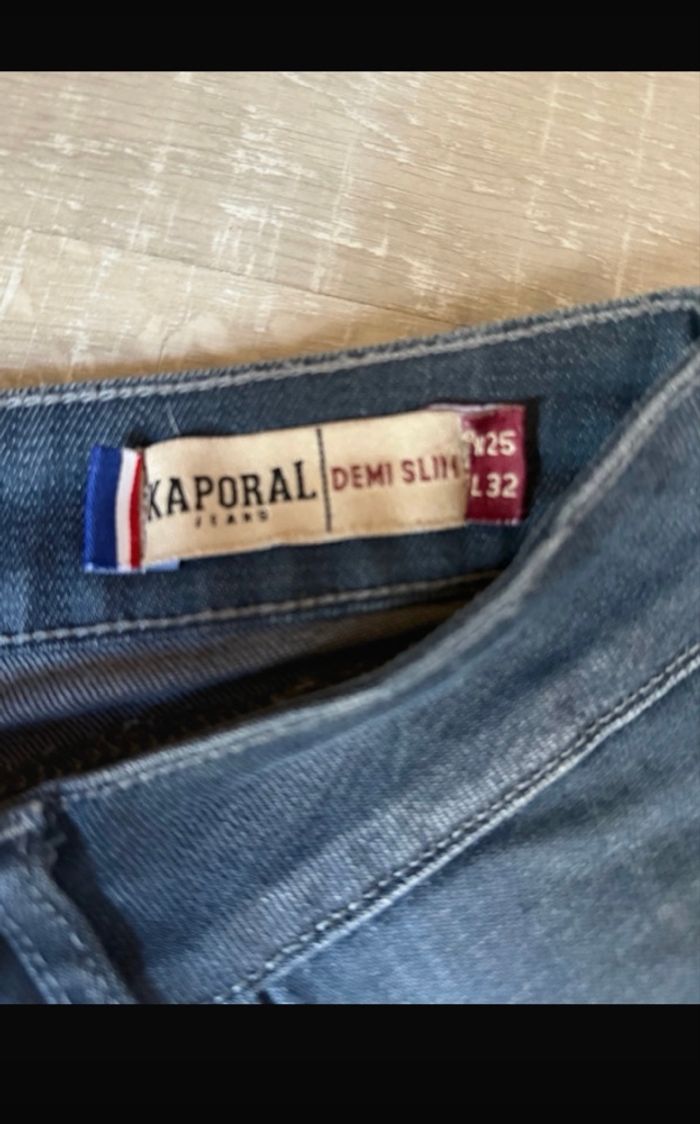 KAPORAL
JEANS
DEMI SLIM
W25
L32